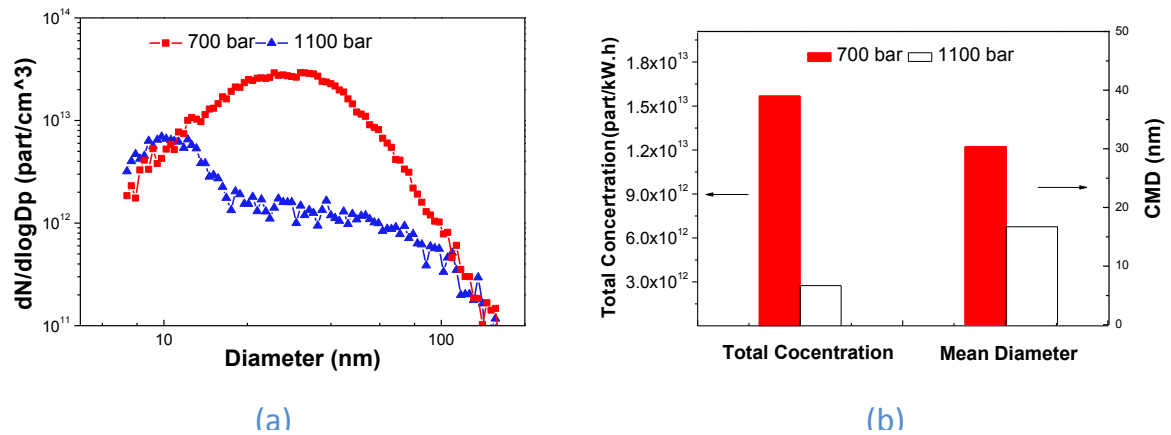 700 bar 1100 bar
10^14
10^13
10^12
10^11
dN/dlogDp (part/cm^3)
10 100
Diameter (nm)
(a)
700 bar
1100 bar
1.8x10^13
1.5x10^13
1.2x10^13
9.0x10^12
6.0x10^12
3.0x10^12
Total Concertration(part/kW.h)
50
40
30
20
10
0
CMD (nm)
Total Cocentration Mean Diameter
(b)